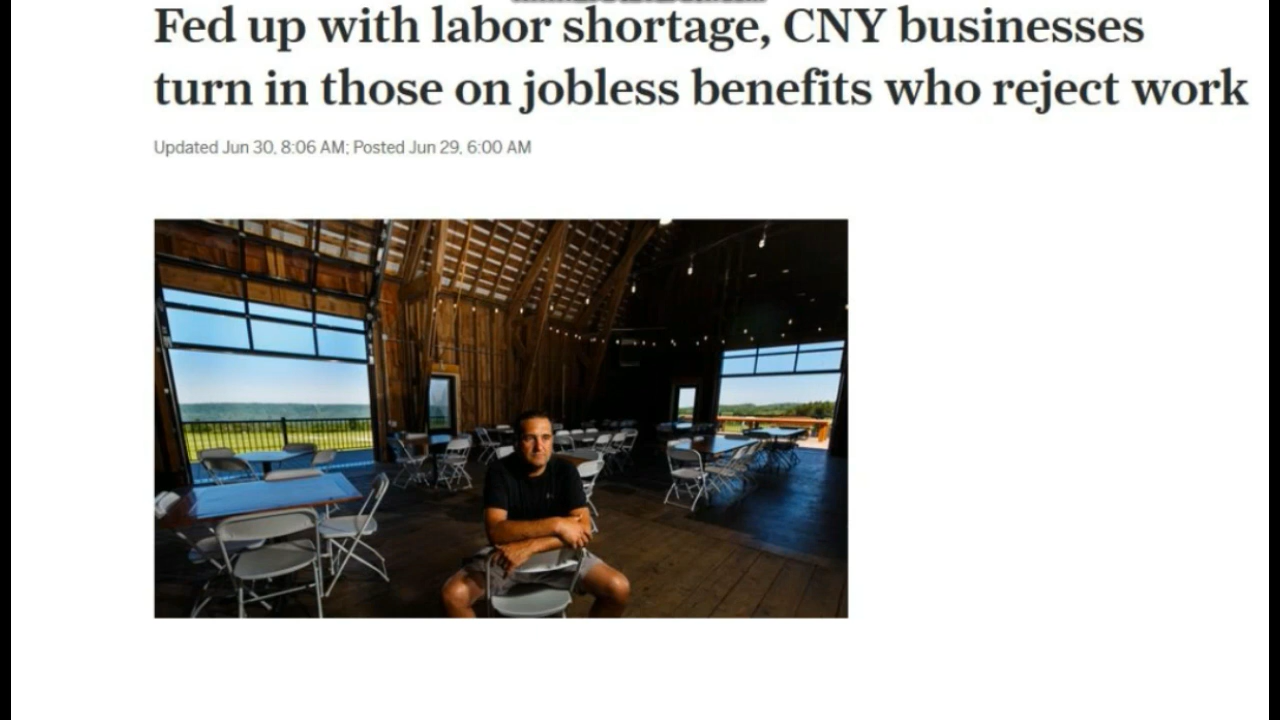 Fed up with labor shortage, CNY businesses
turn in those on jobless benefits who reject work
Updated Jun 30, 8:06 AM; Posted Jun 29, 6:00 AM